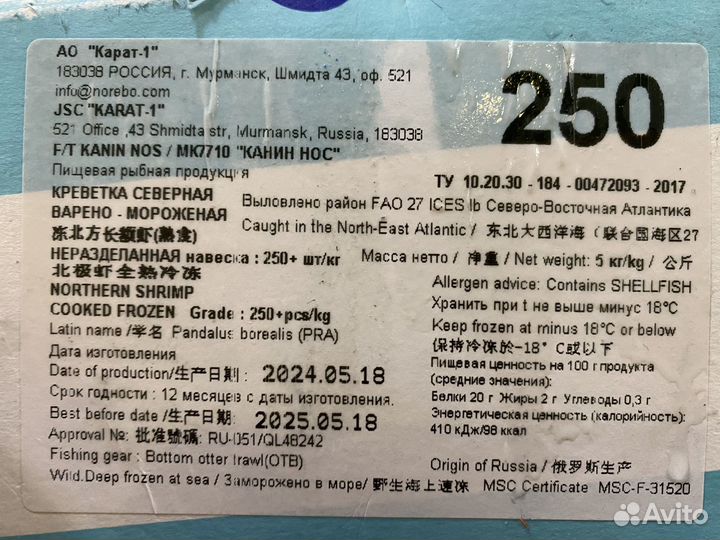 АО "Карат-1"
183038 РОССИЯ, г. Мурманск, Шмидта 43, оф. 521
info@norebo.com
JSC "KARAT-1"
521 Office ,43 Shmidta str, Murmansk, Russia, 183038
F/T KANIN NOS / МК7710 "КАНИН НОС"
Пищевая рыбная продукция
250
ТУ 10.20.30 - 184 - 00472093 - 2017
КРЕВЕТКА СЕВЕРНАЯ
ВАРЕНО - МОРОЖЕНАЯ
冻北方长额虾(熟食)
НЕРАЗДЕЛАННАЯ навеска : 250+ шт/кг
北极虾全熟冷冻
NORTHERN SHRIMP
COOKED FROZEN Grade : 250+pcs/kg
Latin name /学名 Pandalus borealis (PRA)
Дата изготовления
Date of production/生产日期: 2024.05.18
Срок годности : 12 месяцев с даты изготовления.
Best before date /生产日期: 2025.05.18
Approval №: 批准號碼: RU-051/QL48242
Fishing gear : Bottom otter trawl(OTB)
Wild.Deep frozen at sea / Заморожено в море/ 野生海上速冻
Выловлено район FAO 27 ICES Ib Северо-Восточная Атлантика
Caught in the North-East Atlantic / 东北大西洋海 (联合国海区27
Масса нетто / 净重 / Net weight: 5 кг/kg / 公斤
Allergen advice: Contains SHELLFISH
Хранить при t не выше минус 18°C
Keep frozen at minus 18°C or below
保持冷冻於-18° C或以下
Пищевая ценность на 100 г продукта
(средние значения):
Белки 20 г Жиры 2 г Углеводы 0,3 г
Энергетическая ценность (калорийность):
410 кДж/98 ккал
Origin of Russia / 俄罗斯生产
MSC Certificate MSC-F-31520
Avito